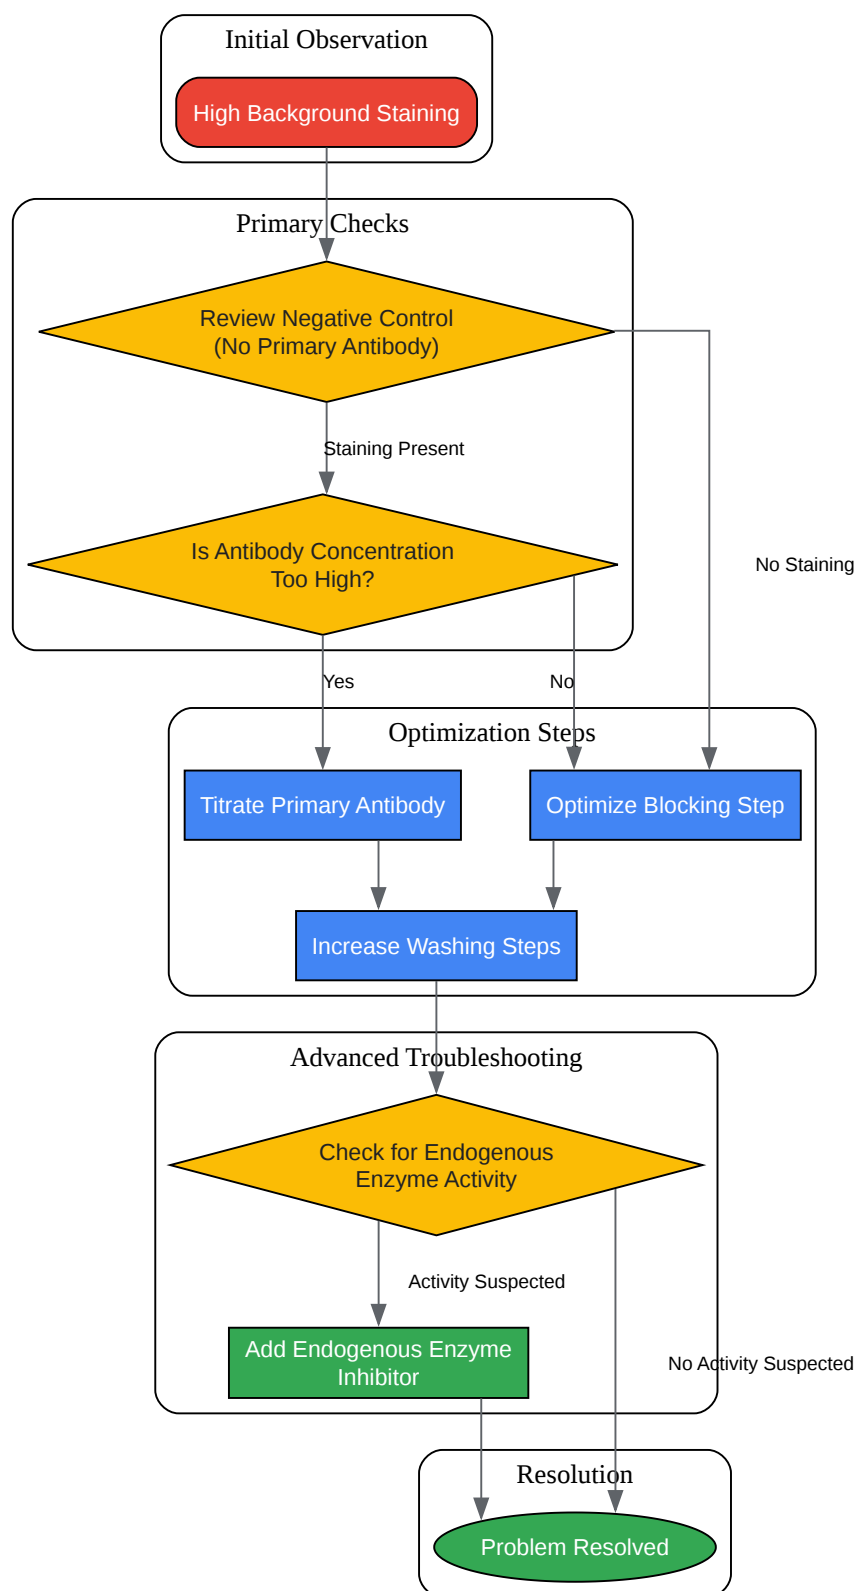 Initial Observation
High Background Staining
Primary Checks
Review Negative Control
(No Primary Antibody)
Staining Present
Is Antibody Concentration
Too High?
No Staining
Yes
No
Optimization Steps
Titrate Primary Antibody
Optimize Blocking Step
Increase Washing Steps
Advanced Troubleshooting
Check for Endogenous
Enzyme Activity
Activity Suspected
Add Endogenous Enzyme
Inhibitor
No Activity Suspected
Resolution
Problem Resolved